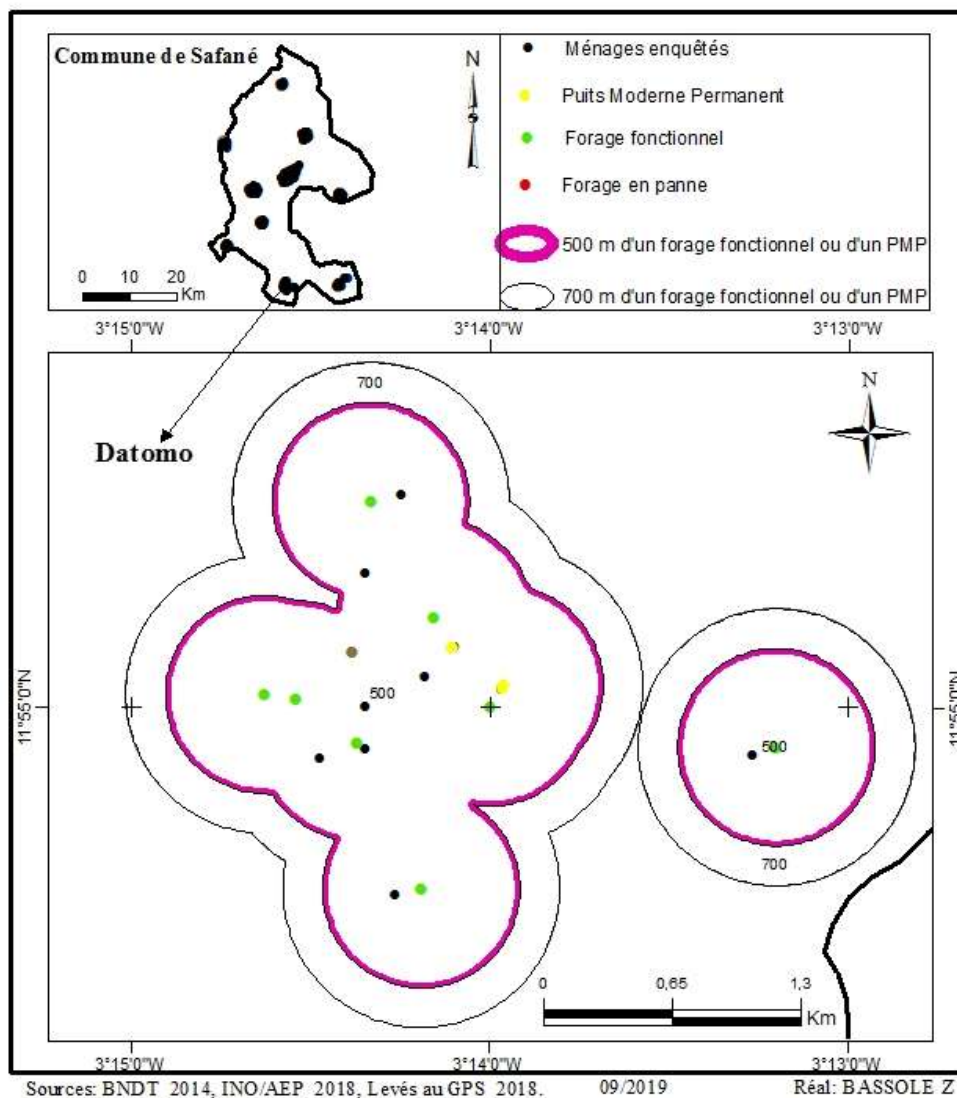 Commune de Safané
N
0 10 20
Km
Ménages enquêtés
Puits Moderne Permanent
Forage fonctionnel
Forage en panne
500 m d'un forage fonctionnel ou d'un PMP
700 m d'un forage fonctionnel ou d'un PMP
3°15'0"W 3°14'0"W 3°13'0"W
700
N
Datomo
500
500
11°55'0"N 11°55'0"N
700
0 0,65 1,3
Km
3°15'0"W 3°14'0"W 3°13'0"W
Sources: BNDT 2014, INO/AEP 2018, Levés au GPS 2018. 09/2019 Réal: BASSOLE Z